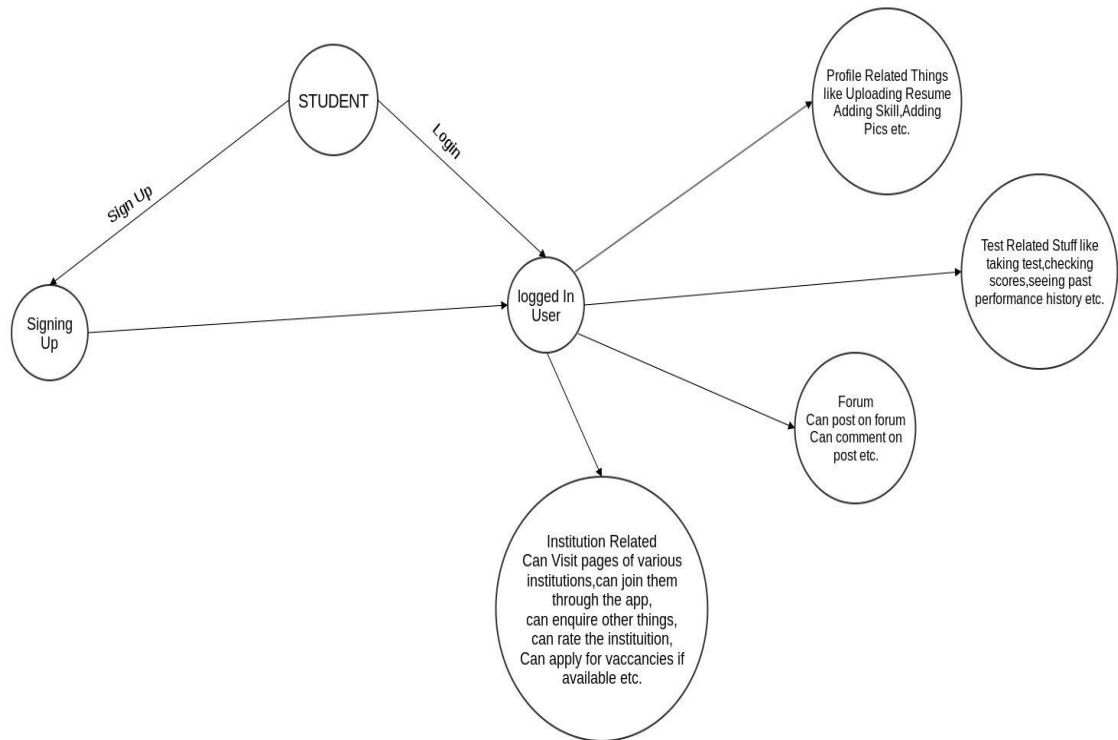 STUDENT
Login
Sign Up
Signing
Up
logged In
User
Profile Related Things
like Uploading Resume
Adding Skill,Adding
Pics etc.
Test Related Stuff like
taking test,checking
scores,seeing past
performance history etc.
Forum
Can post on forum
Can comment on
post etc.
Institution Related
Can Visit pages of various
institutions,can join them
through the app,
can enquire other things,
can rate the instituition,
Can apply for vaccancies if
available etc.